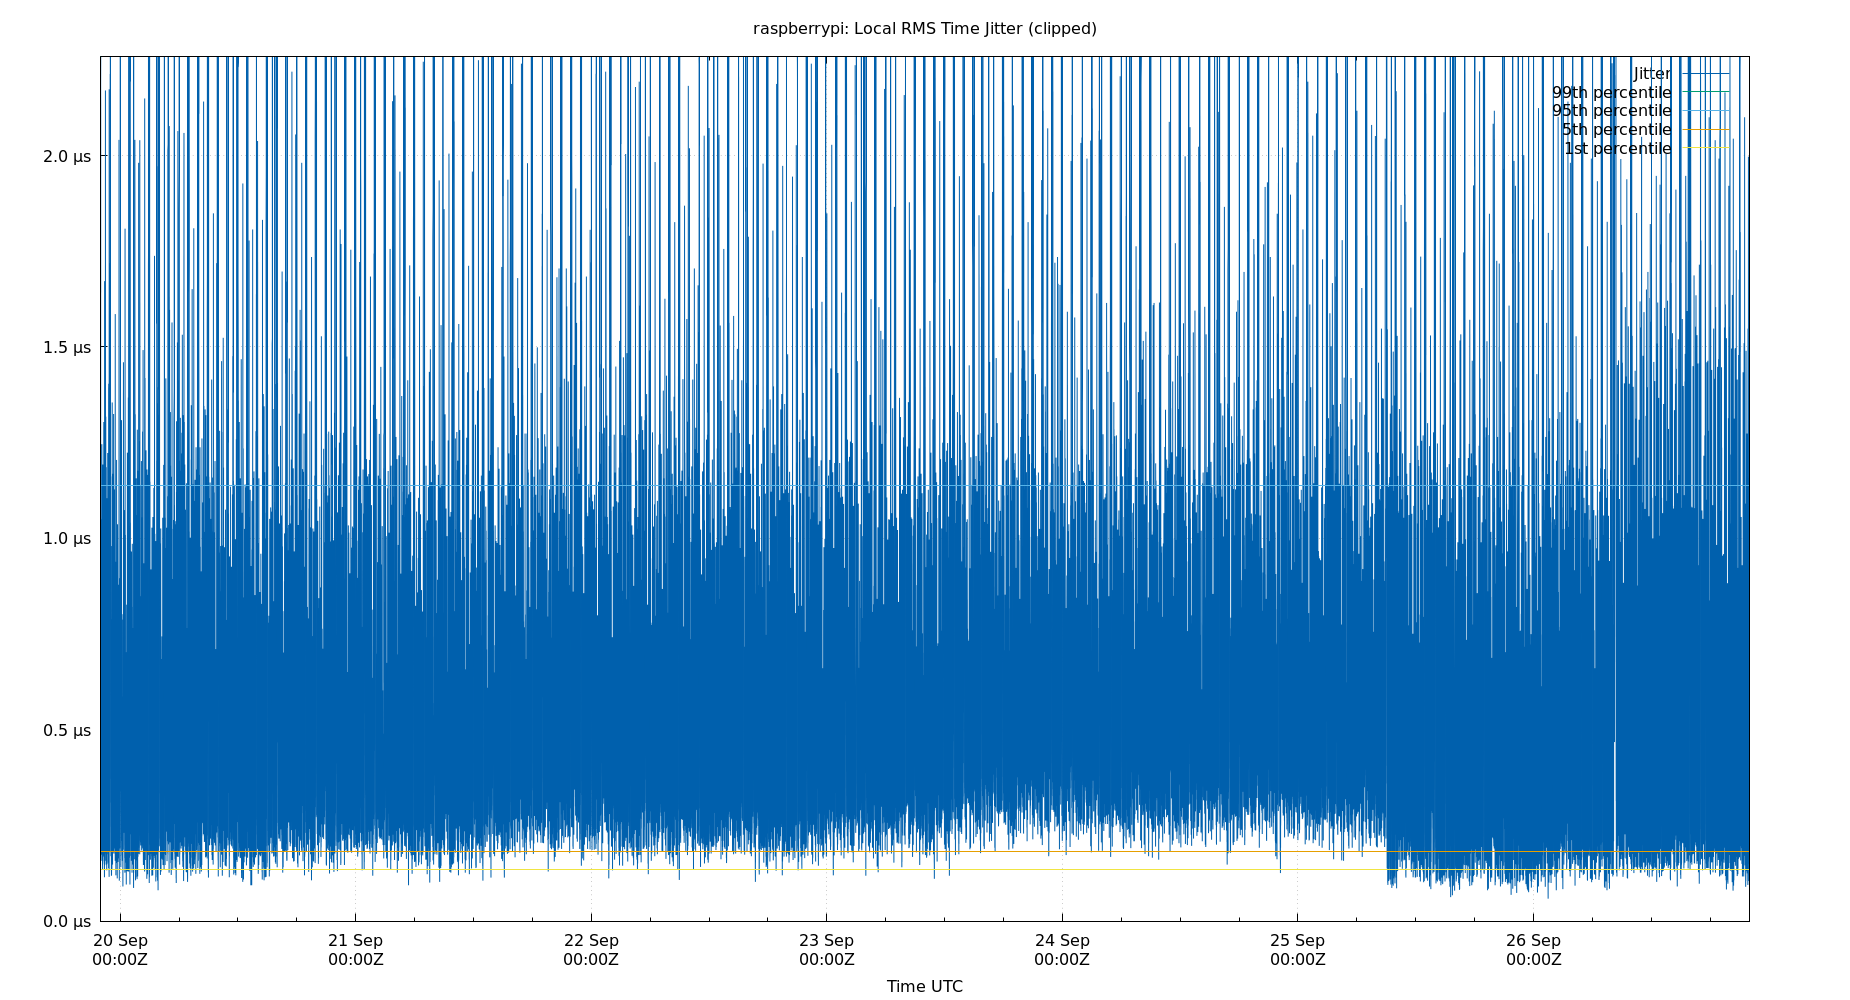 raspberrypi: Local RMS Time Jitter (clipped)
Jitter
99th percentile
95th percentile
5th percentile
1st percentile
2.0 µs
1.5 µs
1.0 µs
0.5 µs
0.0 µs
20 Sep 21 Sep 22 Sep 23 Sep 24 Sep 25 Sep 26 Sep
00:00Z 00:00Z 00:00Z 00:00Z 00:00Z 00:00Z 00:00Z
Time UTC